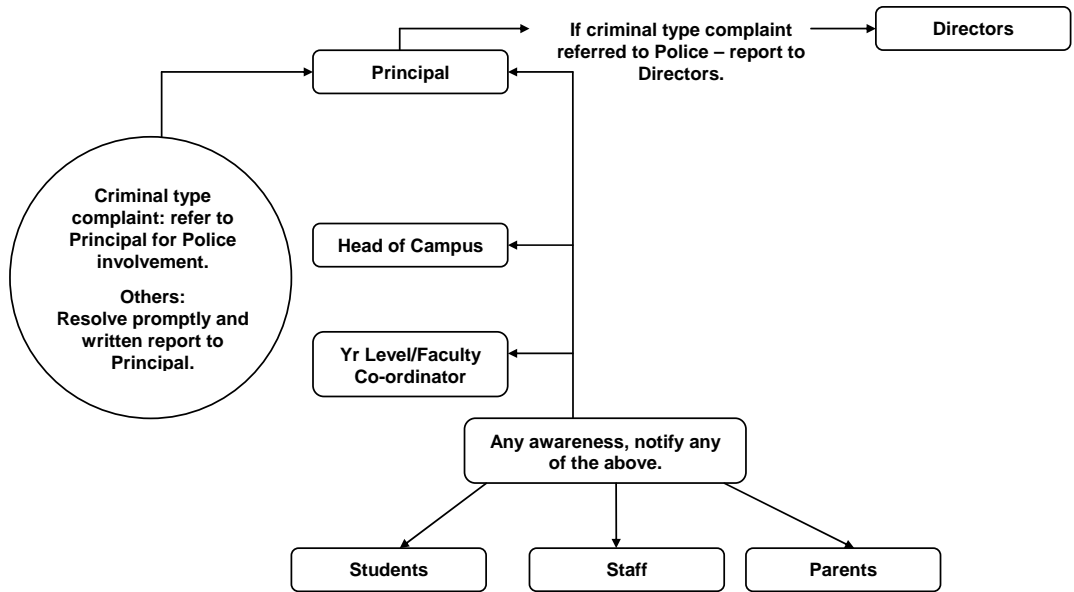 If criminal type complaint
referred to Police – report to
Directors.
Directors
Principal
Criminal type
complaint: refer to
Principal for Police
involvement.
Others:
Resolve promptly and
written report to
Principal.
Head of Campus
Yr Level/Faculty
Co-ordinator
Any awareness, notify any
of the above.
Students
Staff
Parents